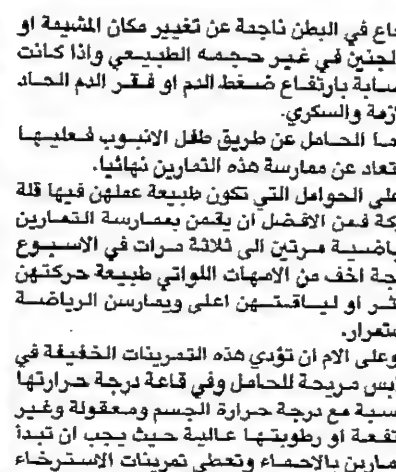 اع في البطن ناجمة عن تغيير مكان المشيمة او
لجنين في غير حجمه الطبيعي واذا كانت
سابة بارتفاع ضغط الدم او فقر الدم الحاد
زمة والسكري.
مـا الحامل عن طريق طفل الانبوب فعليها
تعاد عن ممارسة هذه التمارين نهائيا.
على الحوامل التي تكون طبيعة عملهن فيها قلة
كة فمن الافضل ان يقمن بممارسة التمارين
ياضية مرتين الى ثلاثة مرات في الاسبوع
جة اخف من الامهات اللواتي طبيعة حركتهن
ثر او لياقتهن اعلى ويمارسن الرياضة
ستمرار.
وعلى الام ان تؤدي هذه التمرينات الخفيفة في
ابس مريحة للحامل وفي قاعة درجة حرارتها
سبة مع درجة حرارة الجسم ومعقولة وغير
تفعة او رطوبتها عالية حيث يجب ان تبدأ
مارين بالاحماء وتعطى تمرينات الاسترخاء